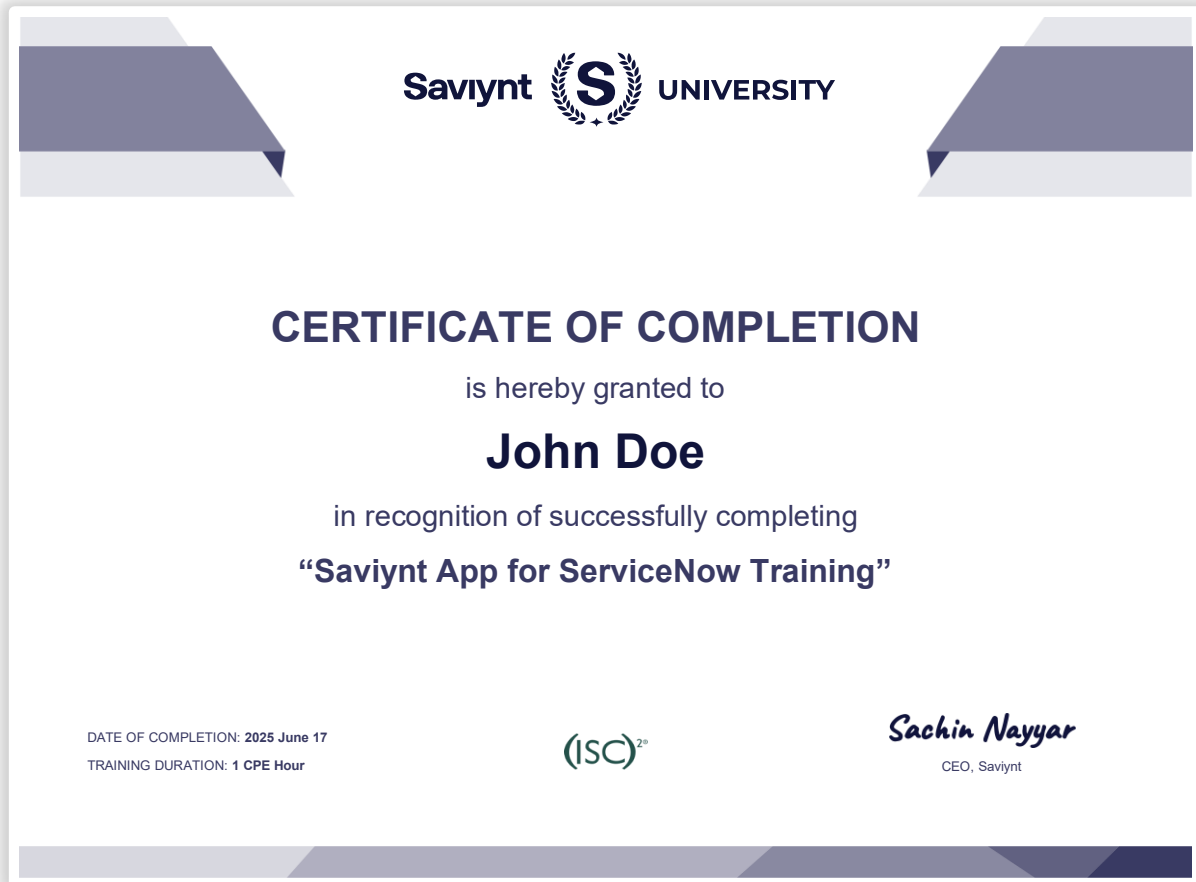 Saviynt S UNIVERSITY
CERTIFICATE OF COMPLETION
is hereby granted to
John Doe
in recognition of successfully completing
“Saviynt App for ServiceNow Training”
DATE OF COMPLETION: 2025 June 17
TRAINING DURATION: 1 CPE Hour
(ISC)²®
Sachin Nayyar
CEO, Saviynt